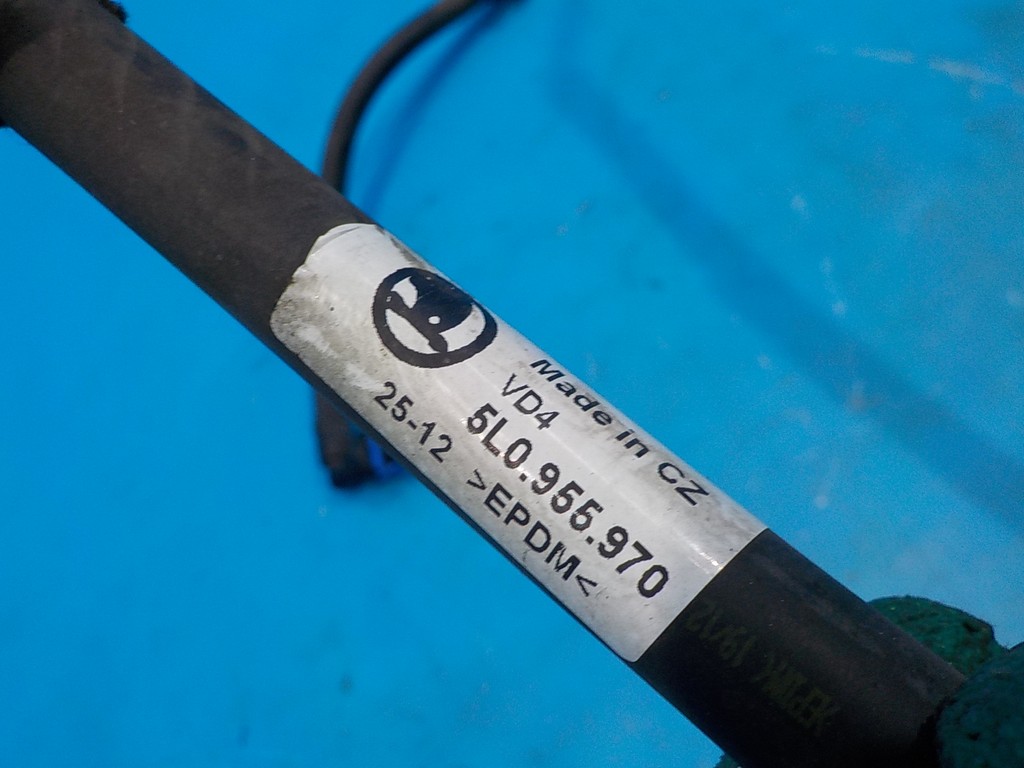 Made in CZ
VD4
5L0.955.970
25-12 >EPDM<